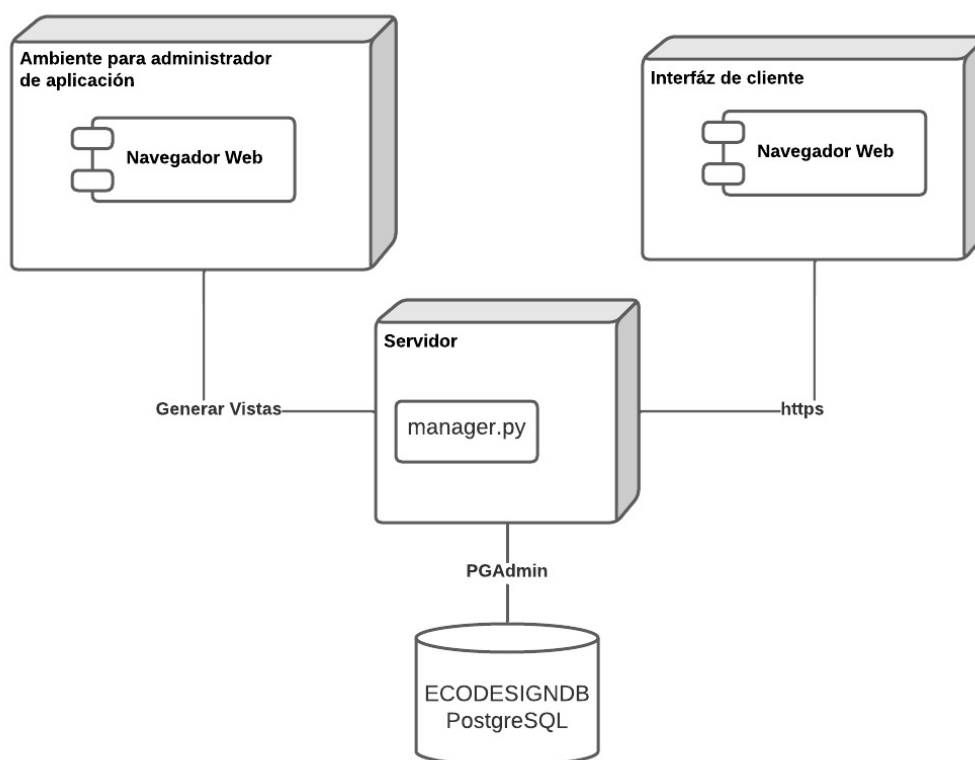 Ambiente para administrador
de aplicación
Navegador Web
Interfáz de cliente
Navegador Web
Servidor
manager.py
Generar Vistas
https
PGAdmin
ECODESIGNDB
PostgreSQL